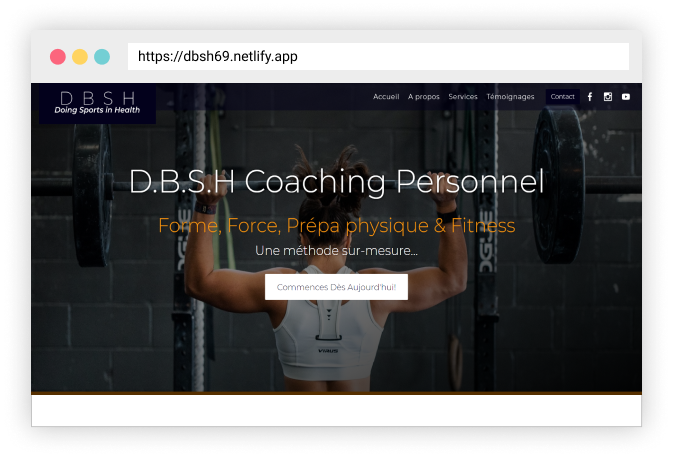 https://dbsh69.netlify.app
D B S H
Doing Sports in Health
Accueil A propos Services Témoignages Contact
D.B.S.H Coaching Personnel
Forme, Force, Prépa physique & Fitness
Une méthode sur-mesure...
Commences Dès Aujourd'hui!